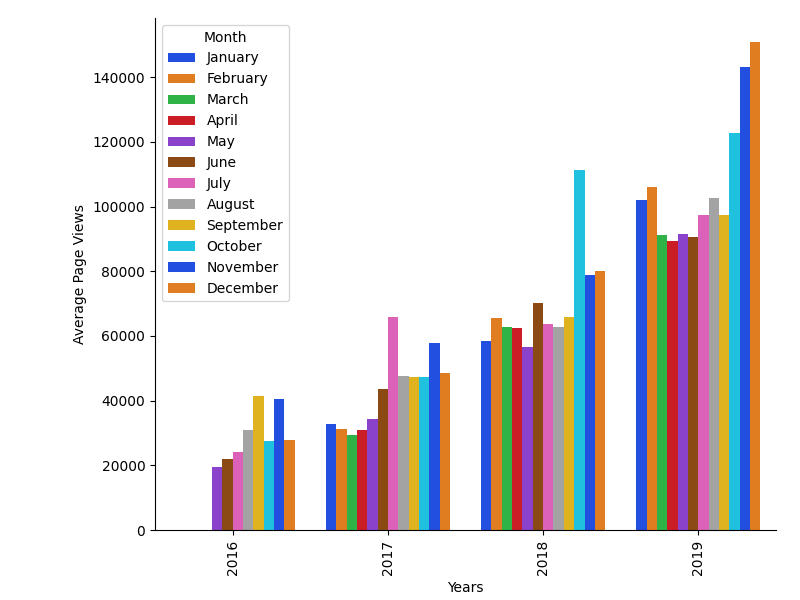 Month
January
February
March
April
May
June
July
August
September
October
November
December
Average Page Views
140000
120000
100000
80000
60000
40000
20000
0
2016
2017
2018
2019
Years